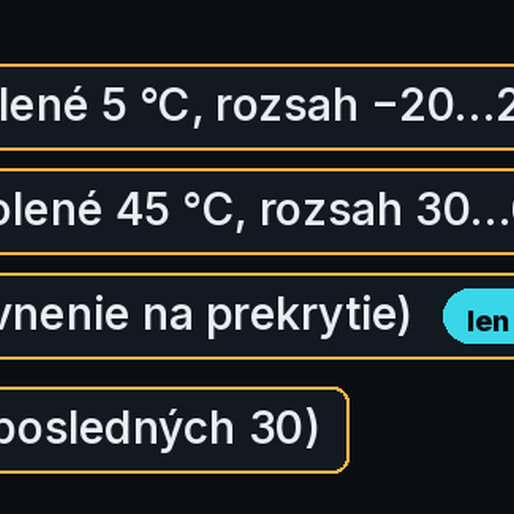 lené 5 °C, rozsah −20…2
olené 45 °C, rozsah 30…
vnenie na prekrytie) len
posledných 30)